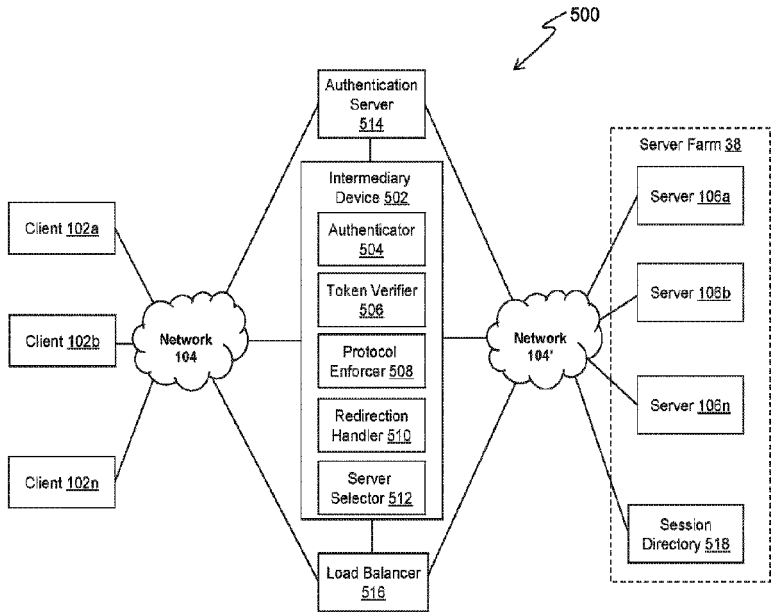 500
Authentication
Server
514
Intermediary
Device 502
Authenticator
504
Token Verifier
506
Protocol
Enforcer 508
Redirection
Handler 510
Server
Selector 512
Load Balancer
516
Client 102a
Client 102b
Client 102n
Network
104
Network
104'
Server Farm 38
Server 106a
Server 106b
Server 106n
Session
Directory 518